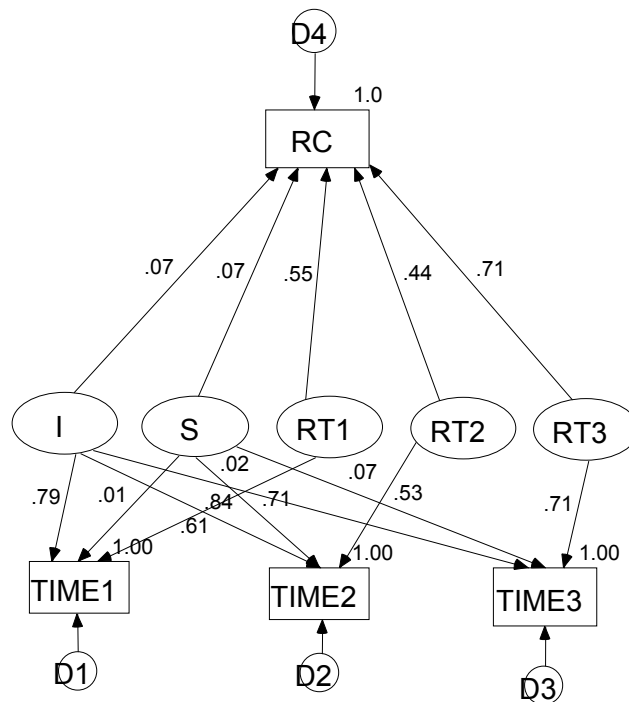 D4
1.0
RC
.07
.07
.55
.44
.71
I
S
RT1
RT2
RT3
.79
.01
.02
.84
.61
.71
.07
.53
.71
1.00
1.00
1.00
TIME1
TIME2
TIME3
D1
D2
D3